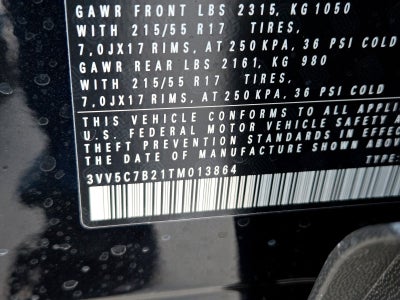 GAWR FRONT LBS 2315, KG 1050
WITH 215/55 R17 TIRES,
7.0JX17 RIMS, AT 250 KPA, 36 PSI COLD
GAWR REAR LBS 2161, KG 980
WITH 215/55 R17 TIRES,
7.0JX17 RIMS, AT 250 KPA, 36 PSI COLD
THIS VEHICLE CONFORMS TO ALL APPLI
U.S. FEDERAL MOTOR VEHICLE SAFETY A
THEFT PREVENTION STANDARDS IN EFFEC
THE DATE OF MANUFACTURE SHOWN ABOV
3VV5C7B21TM013864 TYPE: